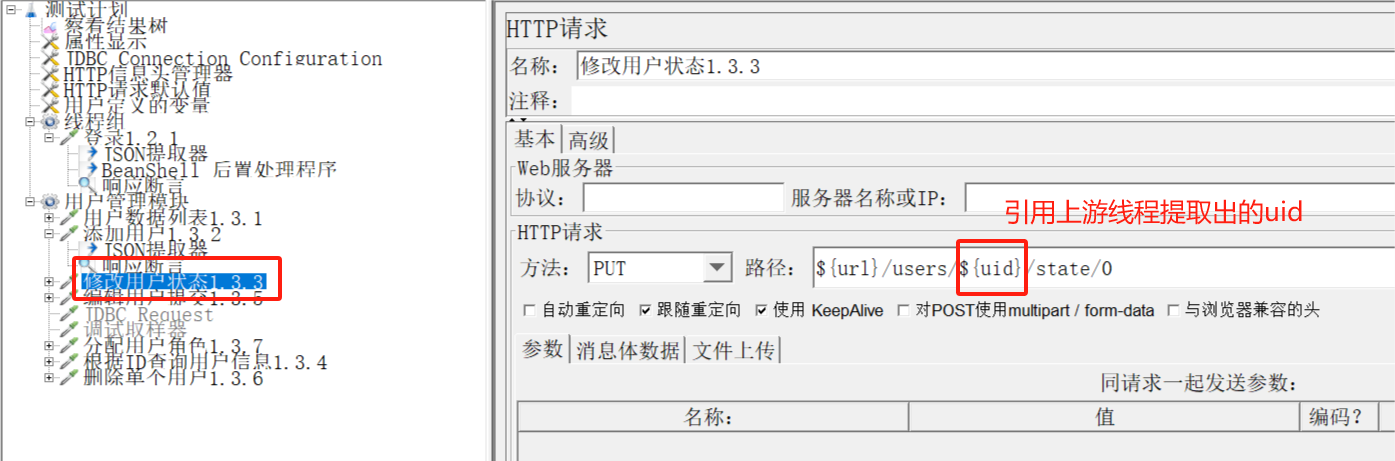 测试计划
察看结果树
属性显示
JDBC Connection Configuration
HTTP信息头管理器
HTTP请求默认值
用户定义的变量
线程组
登录1.2.1
JSON提取器
BeanShell 后置处理程序
响应断言
用户管理模块
用户数据列表1.3.1
添加用户1.3.2
JSON提取器
响应断言
修改用户状态1.3.3
编辑用户提交1.3.5
JDBC Request
调试取样器
分配用户角色1.3.7
根据ID查询用户信息1.3.4
删除单个用户1.3.6
HTTP请求
名称： 修改用户状态1.3.3
注释：
基本 高级
Web服务器
协议： 服务器名称或IP：
引用上游线程提取出的uid
HTTP请求
方法： PUT 路径： ${url}/users/${uid}/state/0
自动重定向 跟随重定向 使用 KeepAlive 对POST使用multipart / form-data 与浏览器兼容的头
参数 消息体数据 文件上传
同请求一起发送参数：
名称： 值 编码？